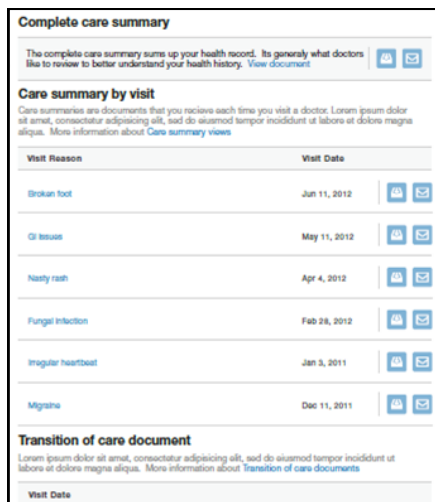 Complete care summary
The complete care summary sums up your health record. Its generaly what doctors
like to review to better understand your health history. View document
Care summary by visit
Care summaries are documents that you recieve each time you visit a doctor. Lorem ipsum dolor
sit amet, consectetur adipisicing elit, sed do eiusmod tempor incididunt ut labore et dolore magna
aliqua. More information about Care summary views
Visit Reason Visit Date
Broken foot Jun 11, 2012
GI Issues May 11, 2012
Nasty rash Apr 4, 2012
Fungal Infection Feb 28, 2012
Irregular heartbeat Jan 3, 2011
Migraine Dec 11, 2011
Transition of care document
Lorem ipsum dolor sit amet, consectetur adipisicing elit, sed do eiusmod tempor incididunt ut
labore et dolore magna aliqua. More information about Transition of care documents
Visit Date